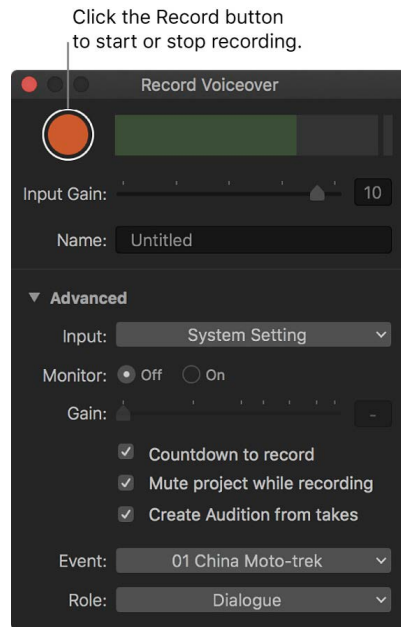 Click the Record button
to start or stop recording.
Record Voiceover
Input Gain: 10
Name: Untitled
▼ Advanced
Input: System Setting
Monitor: Off On
Gain: -
Countdown to record
Mute project while recording
Create Audition from takes
Event: 01 China Moto-trek
Role: Dialogue